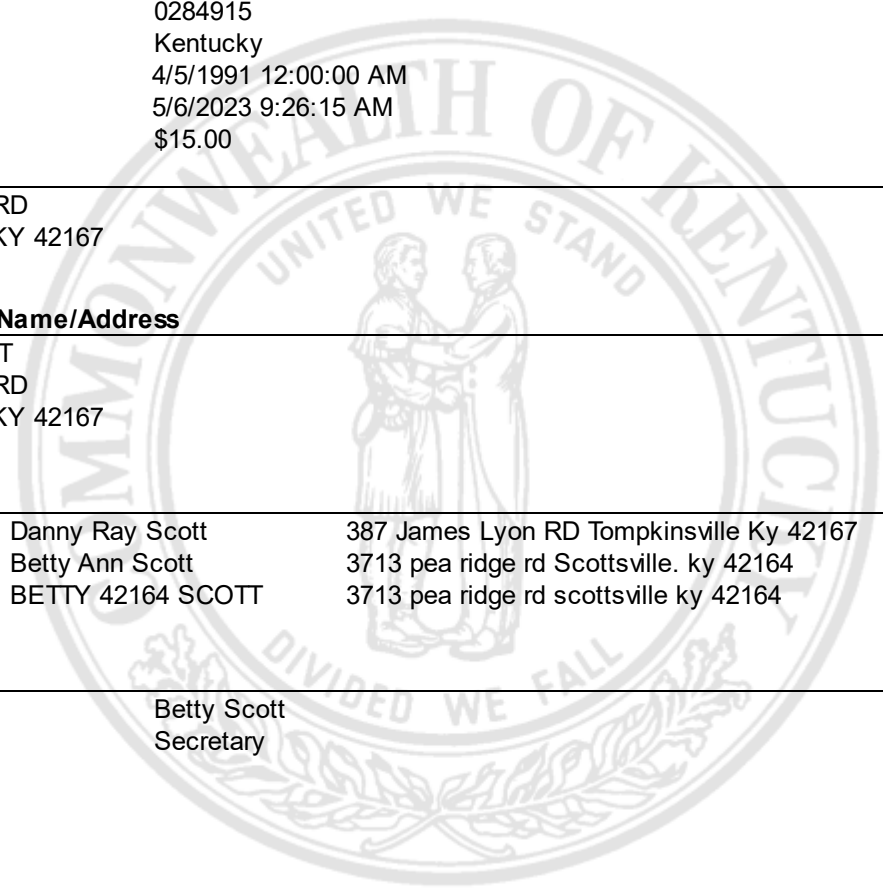 0284915
Kentucky
4/5/1991 12:00:00 AM
5/6/2023 9:26:15 AM
$15.00
RD
KY 42167
Name/Address
T
RD
KY 42167
Danny Ray Scott 387 James Lyon RD Tompkinsville Ky 42167
Betty Ann Scott 3713 pea ridge rd Scottsville. ky 42164
BETTY 42164 SCOTT 3713 pea ridge rd scottsville ky 42164
Betty Scott
Secretary
COMMONWEALTH OF KENTUCKY
UNITED WE STAND
DIVIDED WE FALL